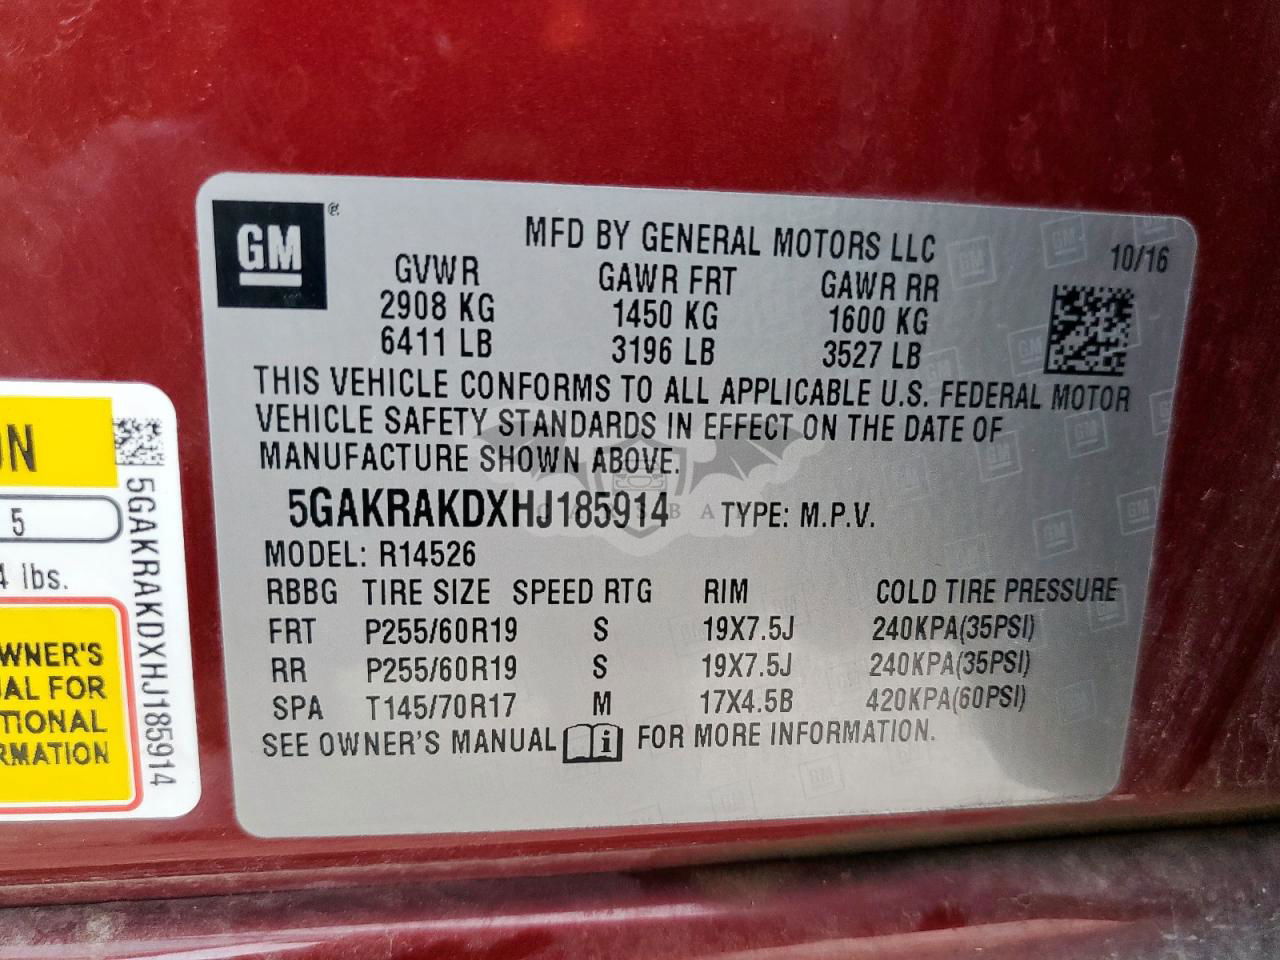 GM
MFD BY GENERAL MOTORS LLC
10/16
GVWR GAWR FRT GAWR RR
2908 KG 1450 KG 1600 KG
6411 LB 3196 LB 3527 LB
THIS VEHICLE CONFORMS TO ALL APPLICABLE U.S. FEDERAL MOTOR
VEHICLE SAFETY STANDARDS IN EFFECT ON THE DATE OF
MANUFACTURE SHOWN ABOVE.
5GAKRAKDXHJ185914 TYPE: M.P.V.
MODEL: R14526
RBBG TIRE SIZE SPEED RTG RIM COLD TIRE PRESSURE
FRT P255/60R19 S 19X7.5J 240KPA(35PSI)
RR P255/60R19 S 19X7.5J 240KPA(35PSI)
SPA T145/70R17 M 17X4.5B 420KPA(60PSI)
SEE OWNER'S MANUAL i FOR MORE INFORMATION.
5
lbs.
WNER'S
FOR
5GAKRAKDXHJ185914